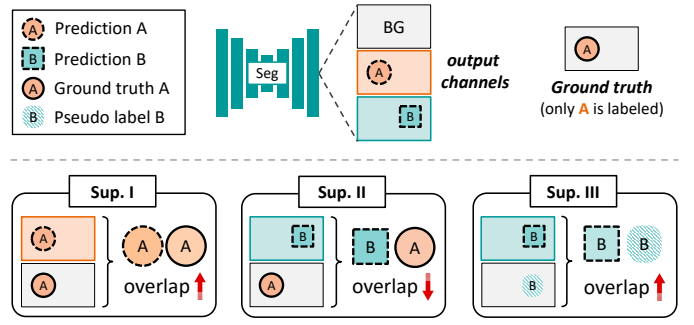 A Prediction A
B Prediction B
A Ground truth A
B Pseudo label B
Seg
BG
A
B
output
channels
A
Ground truth
(only A is labeled)
Sup. I
A
A
A A
overlap
Sup. II
B
A
B A
overlap
Sup. III
B
B
B B
overlap